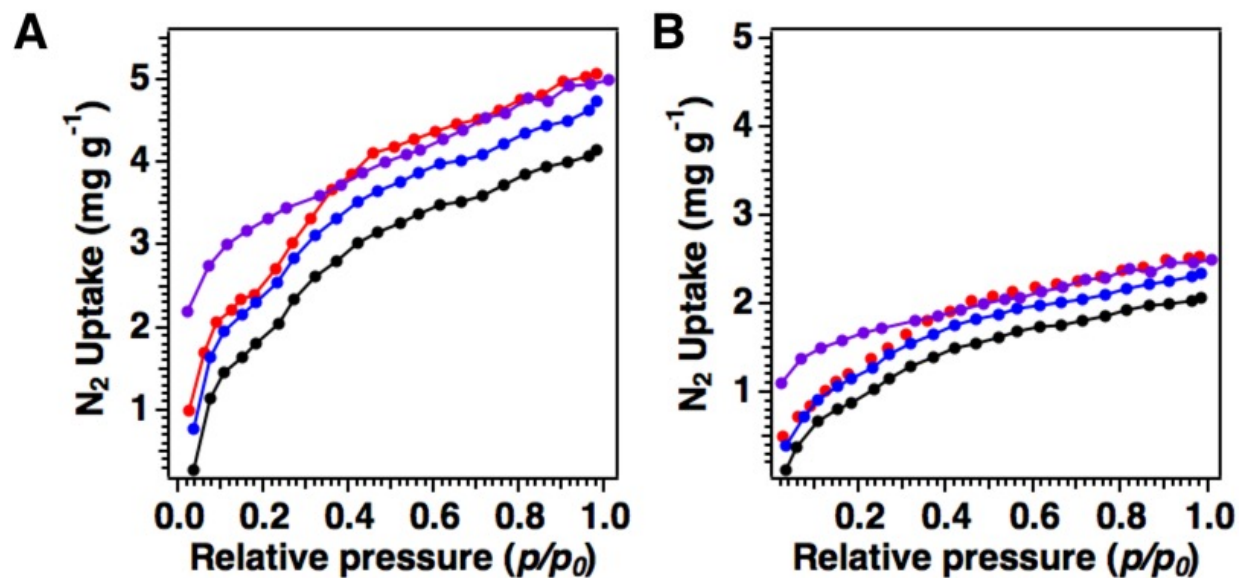 A
B
N2 Uptake (mg g-1)
5
4
3
2
1
0.0 0.2 0.4 0.6 0.8 1.0
Relative pressure (p/p0)
N2 Uptake (mg g-1)
5
4
3
2
1
0.2 0.4 0.6 0.8 1.0
Relative pressure (p/p0)